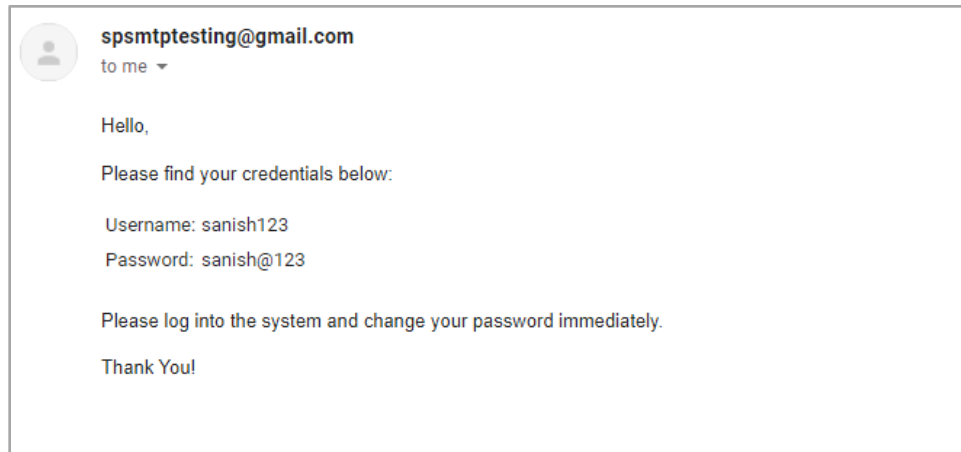 spsmtptesting@gmail.com
to me
Hello,
Please find your credentials below:
Username: sanish123
Password: sanish@123
Please log into the system and change your password immediately.
Thank You!